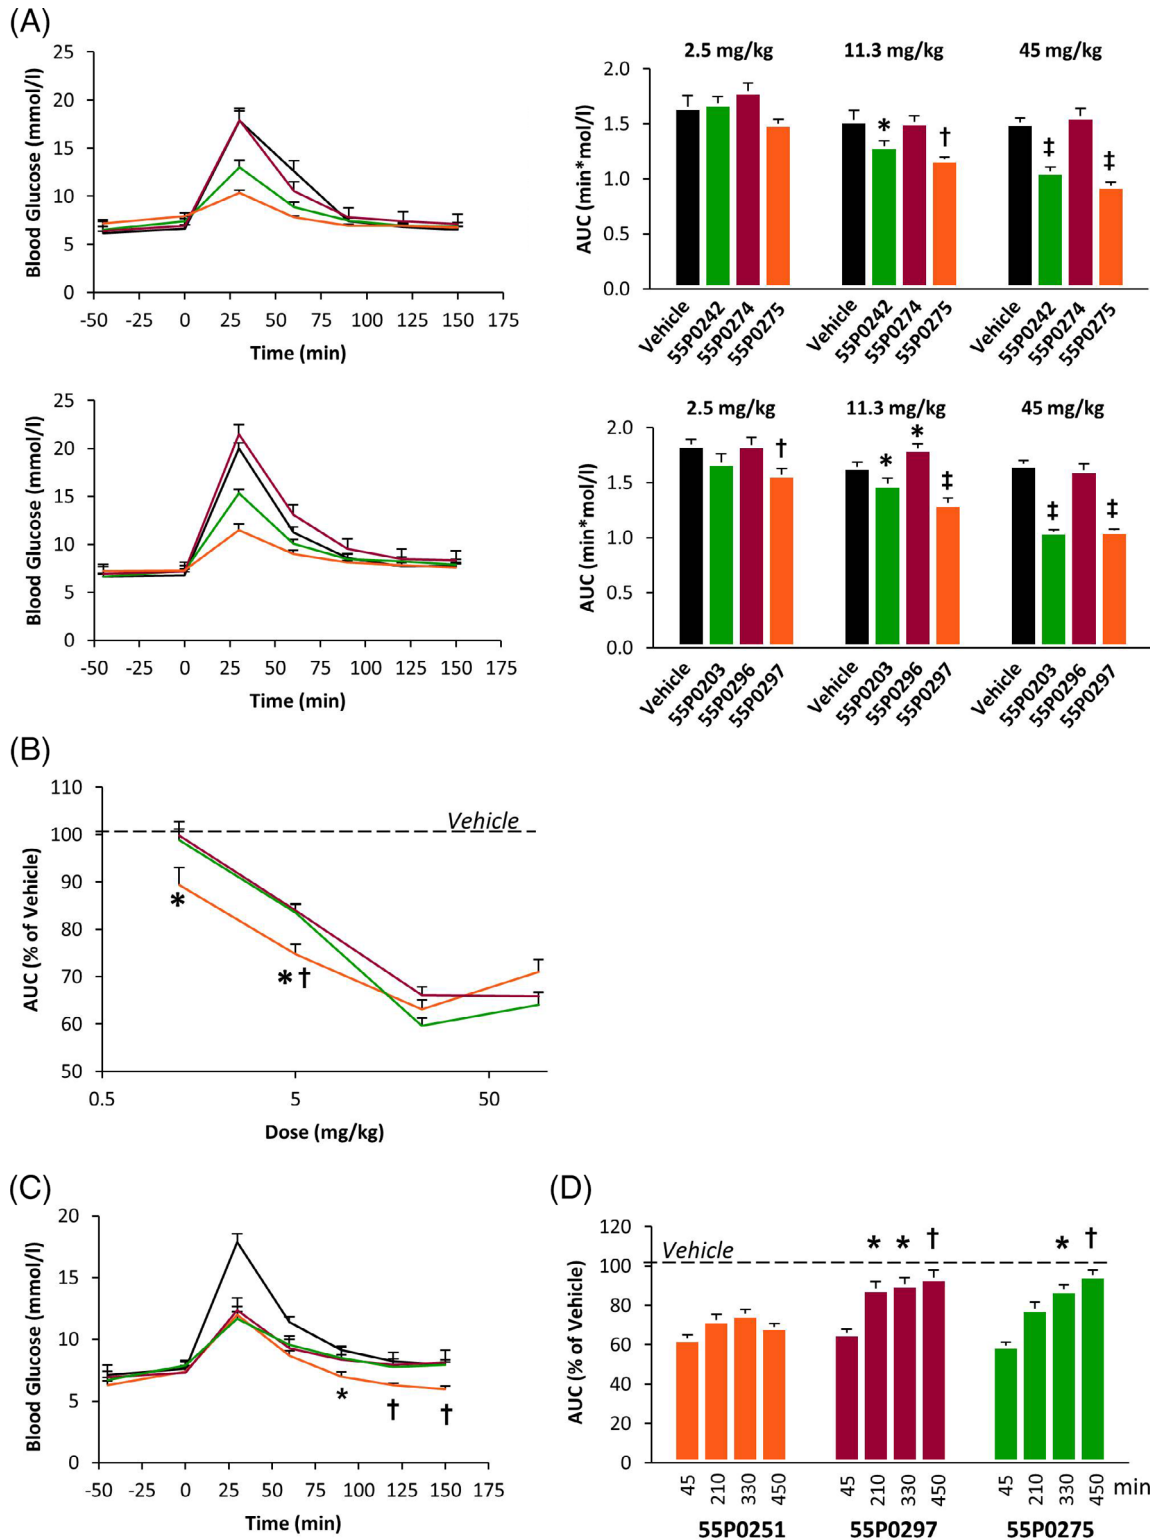 (A)
25
20
15
10
5
0
Blood Glucose (mmol/l)
-50 -25 0 25 50 75 100 125 150 175
Time (min)
2.5 mg/kg 11.3 mg/kg 45 mg/kg
2.0
1.5
1.0
0.5
0.0
AUC (min*mol/l)
* † ‡ ‡
Vehicle 55P0242 55P0274 55P0275 Vehicle 55P0242 55P0274 55P0275 Vehicle 55P0242 55P0274 55P0275
25
20
15
10
5
0
Blood Glucose (mmol/l)
-50 -25 0 25 50 75 100 125 150 175
Time (min)
2.5 mg/kg 11.3 mg/kg 45 mg/kg
2.0
1.5
1.0
0.5
0.0
AUC (min*mol/l)
† * * ‡ ‡ ‡
Vehicle 55P0203 55P0296 55P0297 Vehicle 55P0203 55P0296 55P0297 Vehicle 55P0203 55P0296 55P0297
(B)
110
100
90
80
70
60
50
AUC (% of Vehicle)
Vehicle
*
*†
0.5 5 50
Dose (mg/kg)
(C)
20
15
10
5
0
Blood Glucose (mmol/l)
* † †
-50 -25 0 25 50 75 100 125 150 175
Time (min)
(D)
120
100
80
60
40
20
0
AUC (% of Vehicle)
Vehicle
* * † * †
45 210 330 450 45 210 330 450 45 210 330 450 min
55P0251 55P0297 55P0275